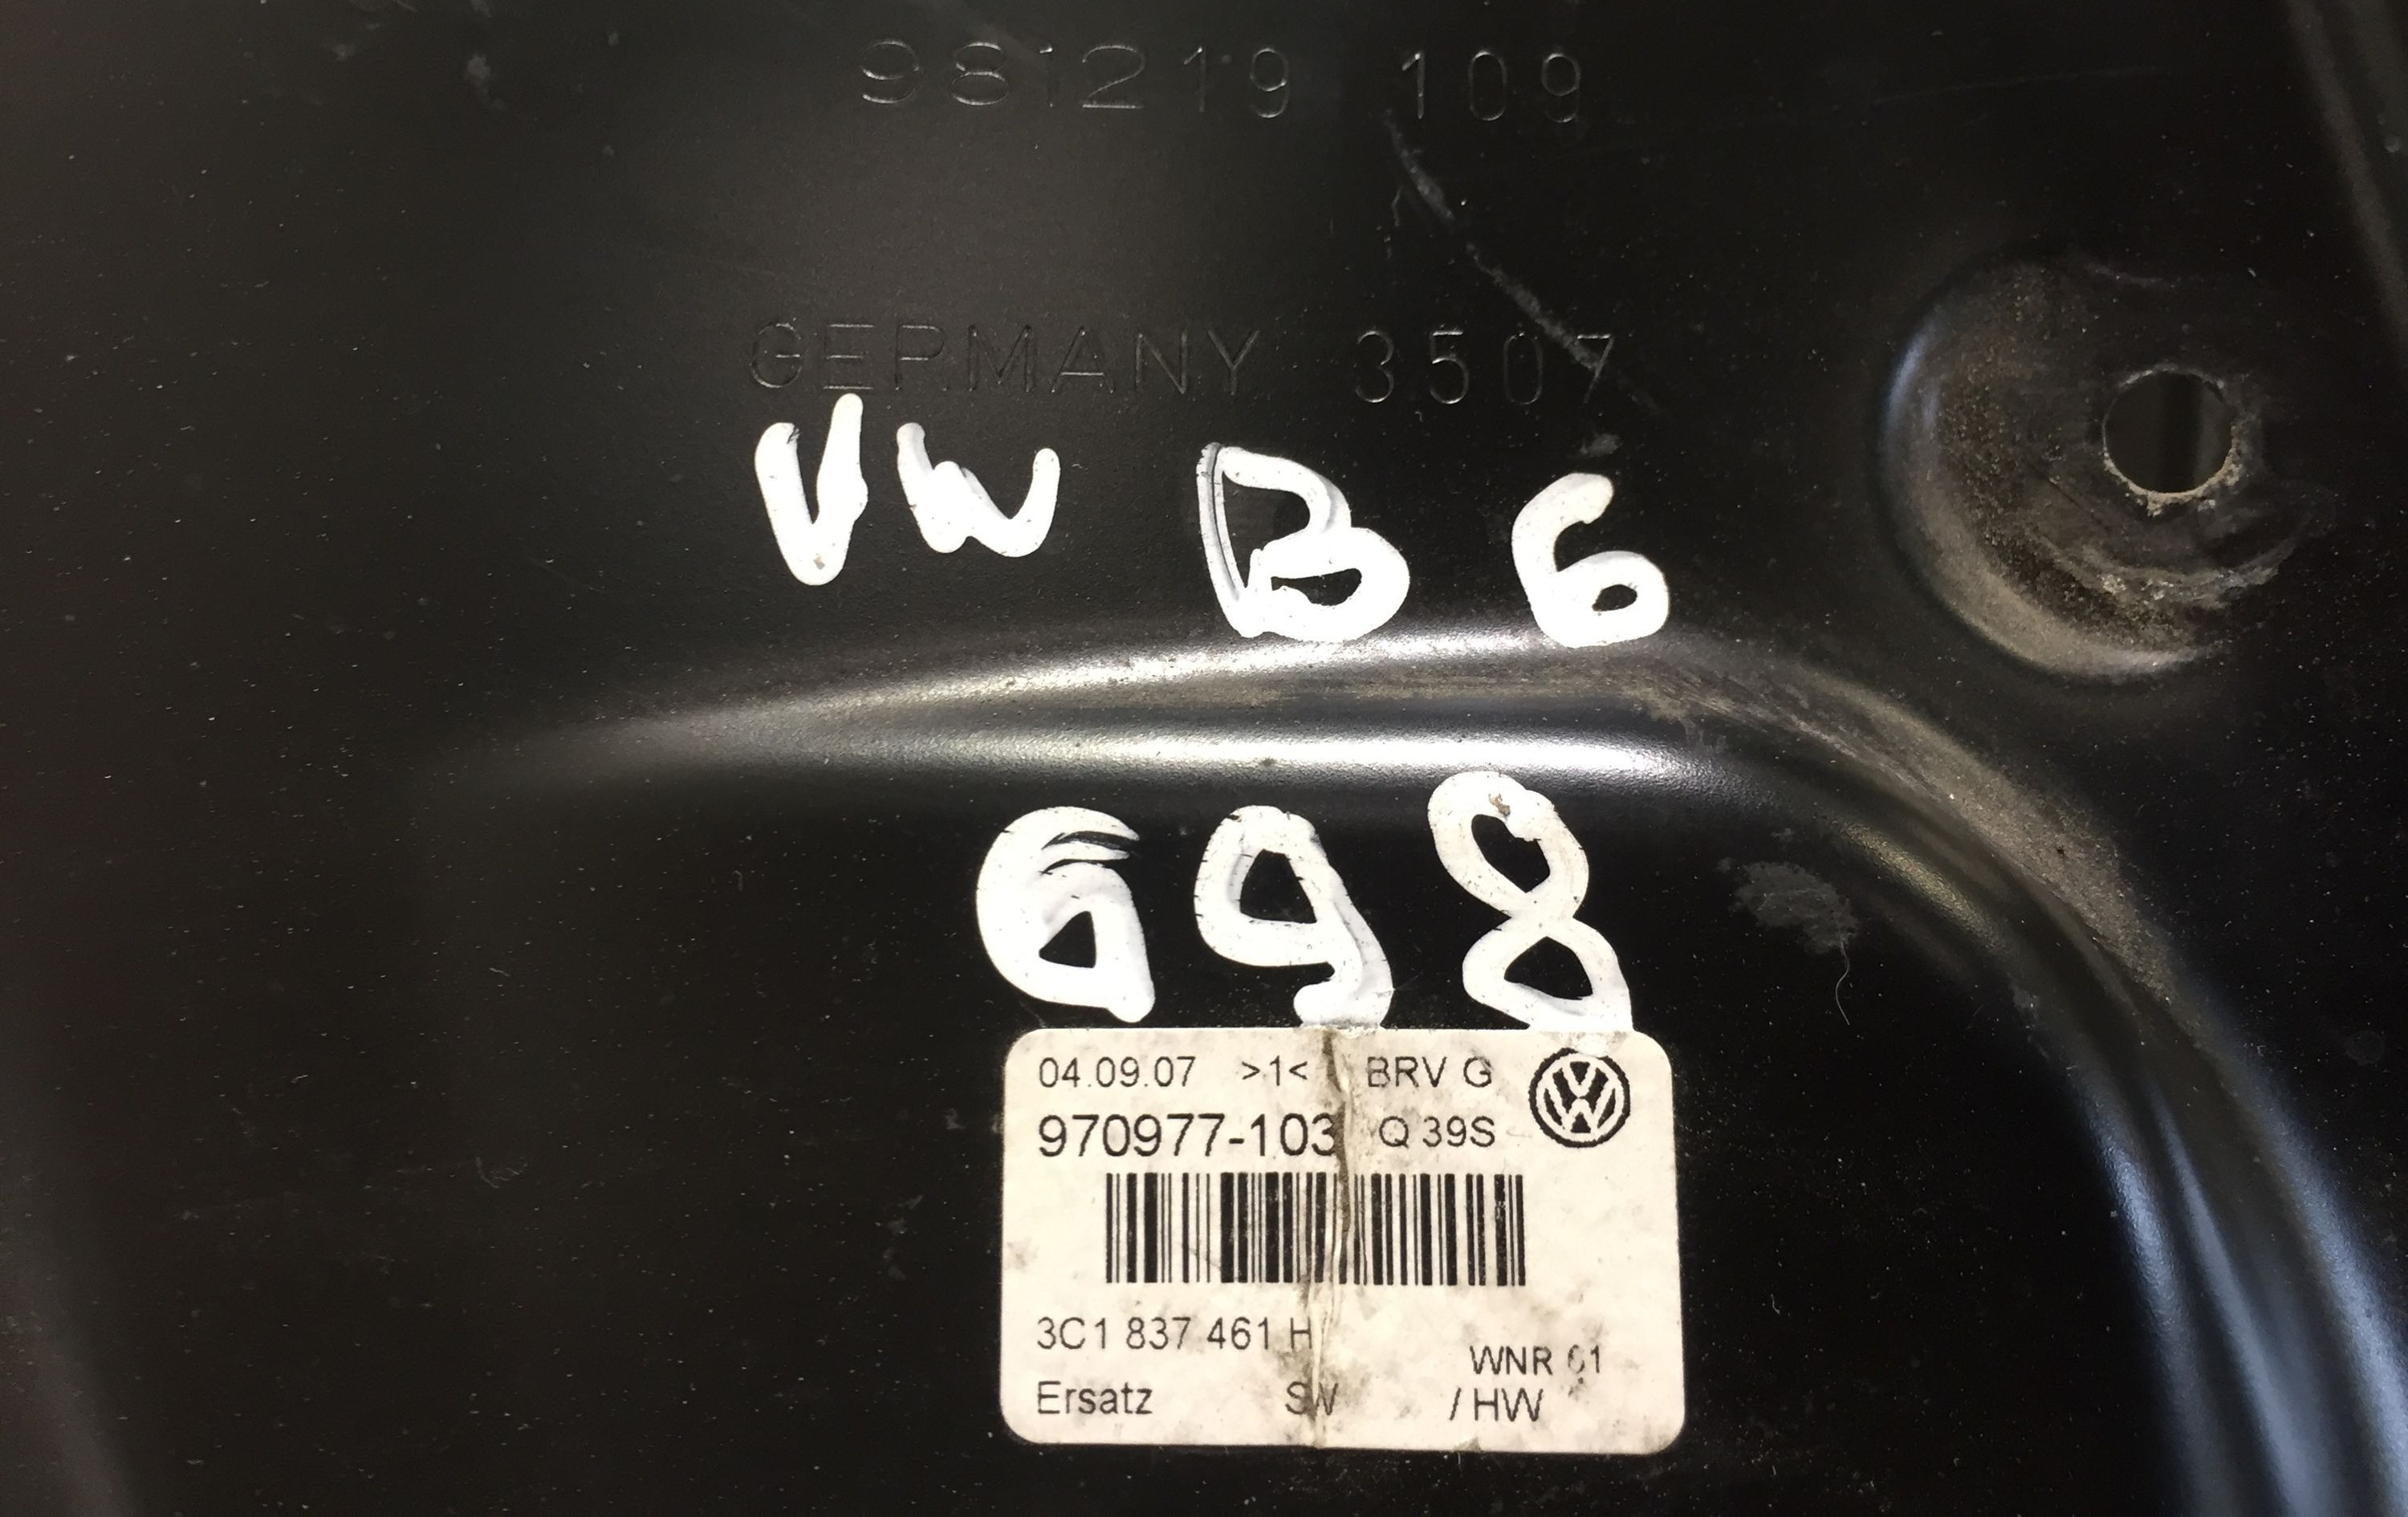 981219 109
GERMANY 3507
VW B6
698
04.09.07 >1< BRV G
970977-103 Q 39S
3C1 837 461 H
WNR 01
Ersatz SW / HW